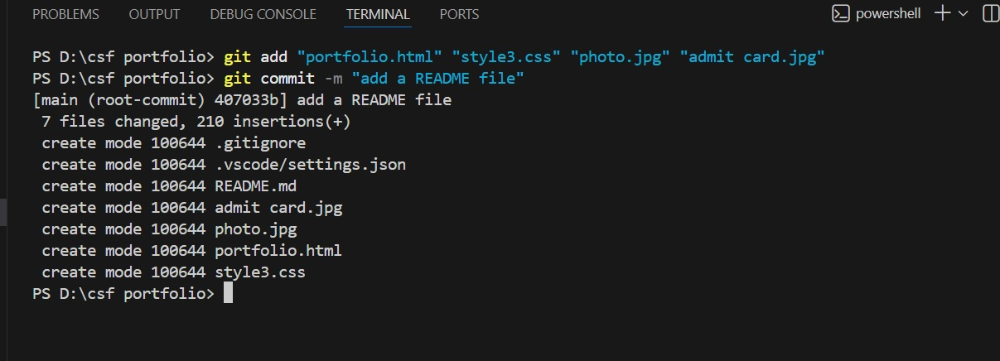 PROBLEMS OUTPUT DEBUG CONSOLE TERMINAL PORTS powershell
PS D:\csf portfolio> git add "portfolio.html" "style3.css" "photo.jpg" "admit card.jpg"
PS D:\csf portfolio> git commit -m "add a README file"
[main (root-commit) 407033b] add a README file
7 files changed, 210 insertions(+)
create mode 100644 .gitignore
create mode 100644 .vscode/settings.json
create mode 100644 README.md
create mode 100644 admit card.jpg
create mode 100644 photo.jpg
create mode 100644 portfolio.html
create mode 100644 style3.css
PS D:\csf portfolio>